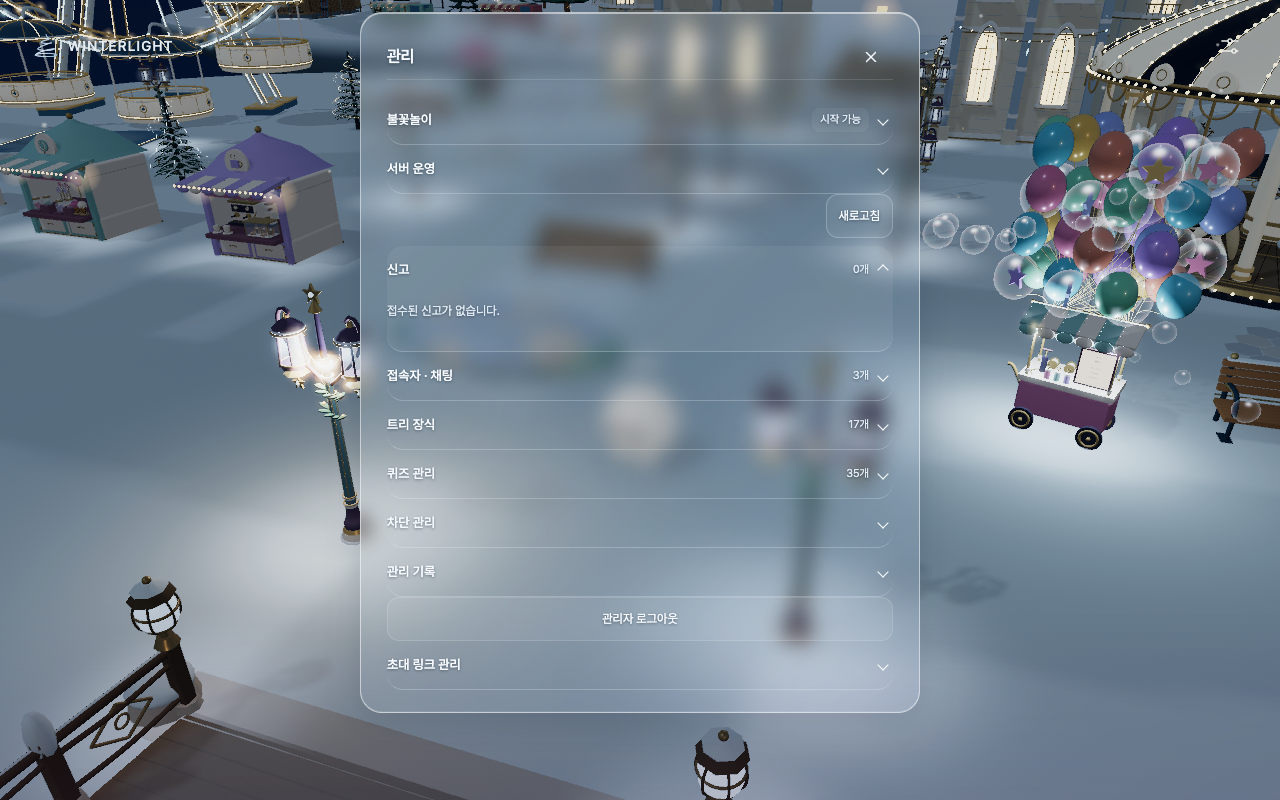 WINTERLIGHT
관리
불꽃놀이
시작 가능
서버 운영
새로고침
신고
0개
접수된 신고가 없습니다.
접속자 · 채팅
3개
트리 장식
17개
퀴즈 관리
35개
차단 관리
관리 기록
관리자 로그아웃
초대 링크 관리